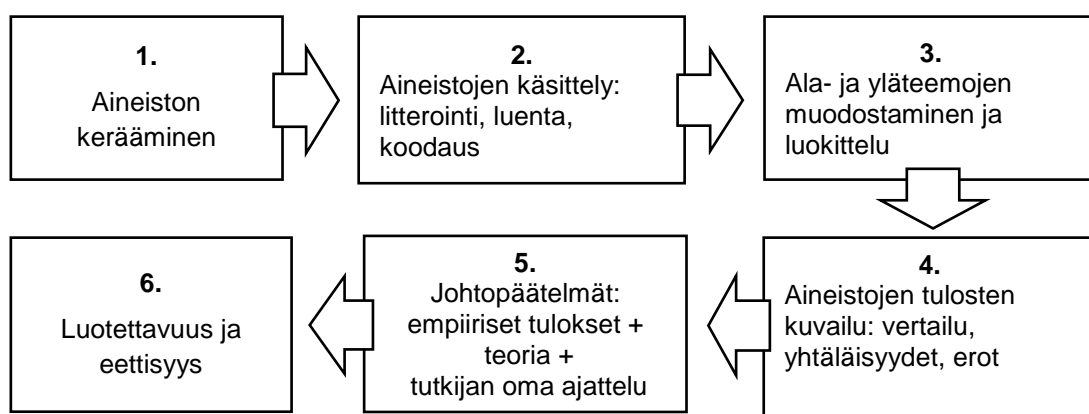 1.
Aineiston
kerääminen
2.
Aineistojen käsittely:
litterointi, luenta,
koodaus
3.
Ala- ja yläteemojen
muodostaminen ja
luokittelu
4.
Aineistojen tulosten
kuvailu: vertailu,
yhtäläisyydet, erot
5.
Johtopäätelmät:
empiiriset tulokset +
teoria +
tutkijan oma ajattelu
6.
Luotettavuus ja
eettisyys